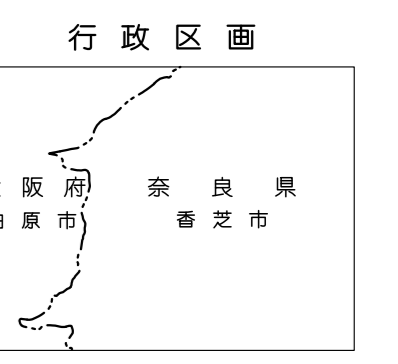 行政区画
阪府 奈良県
原市 香芝市